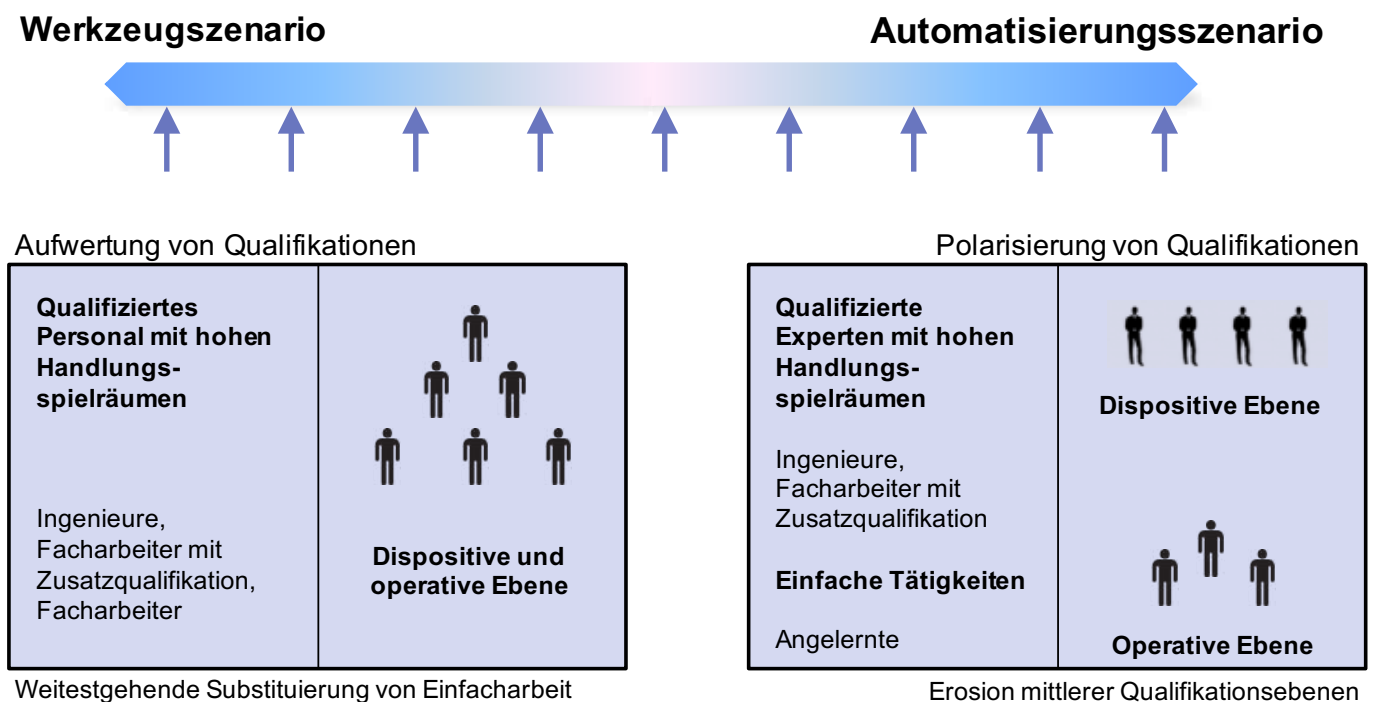 Werkzeugszenario
Automatisierungsszenario
Aufwertung von Qualifikationen
Qualifiziertes
Personal mit hohen
Handlungs-
spielräumen
Ingenieure,
Facharbeiter mit
Zusatzqualifikation,
Facharbeiter
Dispositive und
operative Ebene
Weitestgehende Substituierung von Einfacharbeit
Polarisierung von Qualifikationen
Qualifizierte
Experten mit hohen
Handlungs-
spielräumen
Ingenieure,
Facharbeiter mit
Zusatzqualifikation
Einfache Tätigkeiten
Angelernte
Dispositive Ebene
Operative Ebene
Erosion mittlerer Qualifikationsebenen